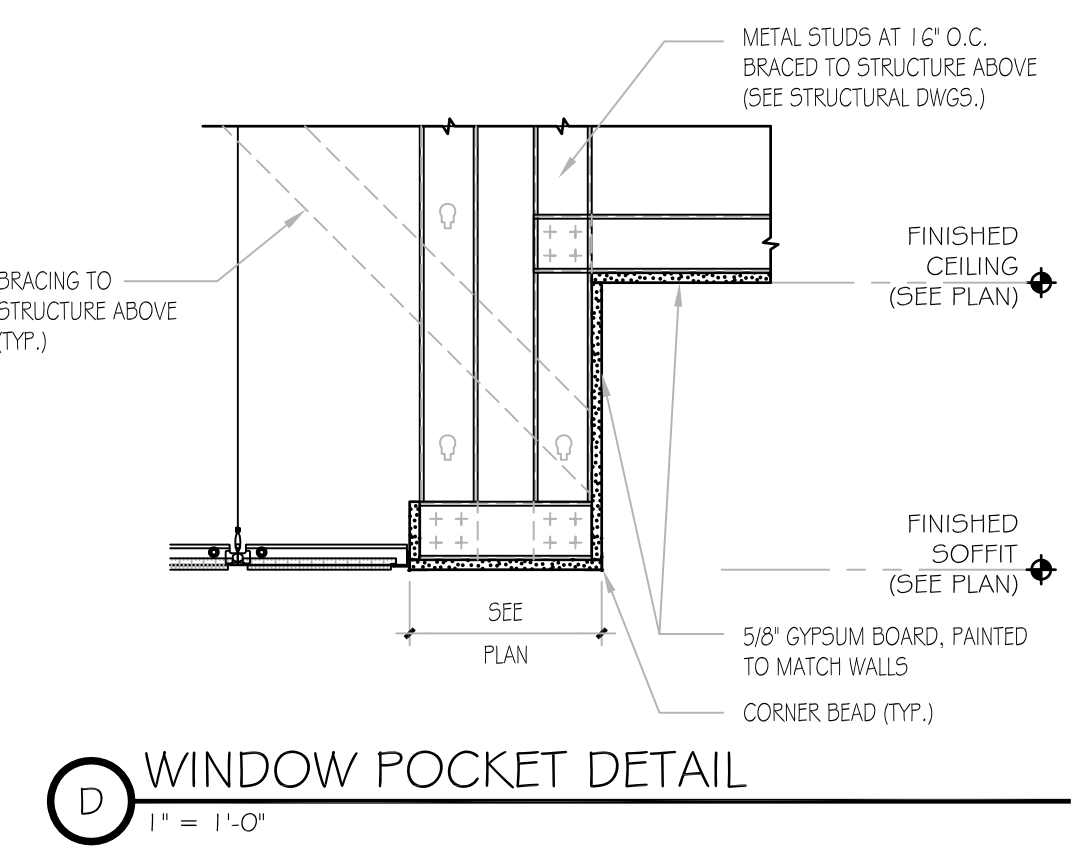 METAL STUDS AT 16" O.C.
BRACED TO STRUCTURE ABOVE
(SEE STRUCTURAL DWGS.)
BRACING TO
STRUCTURE ABOVE
(TYP.)
FINISHED
CEILING
(SEE PLAN)
FINISHED
SOFFIT
(SEE PLAN)
SEE
PLAN
5/8" GYPSUM BOARD, PAINTED
TO MATCH WALLS
CORNER BEAD (TYP.)
D
WINDOW POCKET DETAIL
1" = 1'-0"